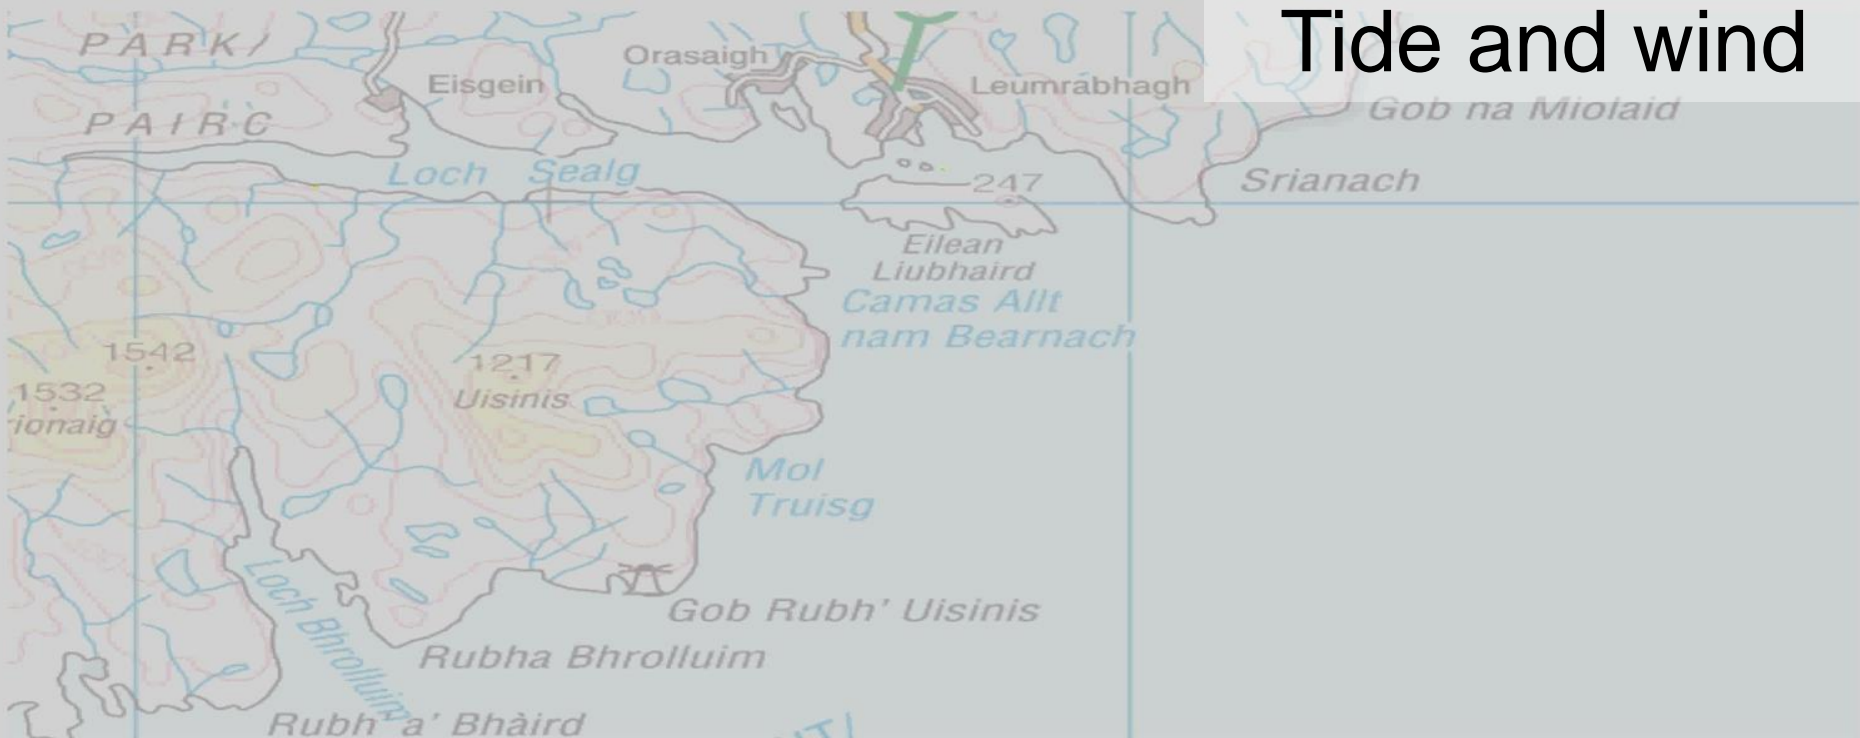 Tide and wind
PARK/
Orasaigh
Eisgein
Leumrabhagh
Gob na Miolaid
PAIRC
Loch Sealg
247
Srianach
Eilean
Liubhaird
Camas Allt
nam Bearnach
1542
1217
1532
Uisinis
rionaig
Mol
Truisg
Loch Bhrolluim
Gob Rubh' Uisinis
Rubha Bhrolluim
Rubh a' Bhàird